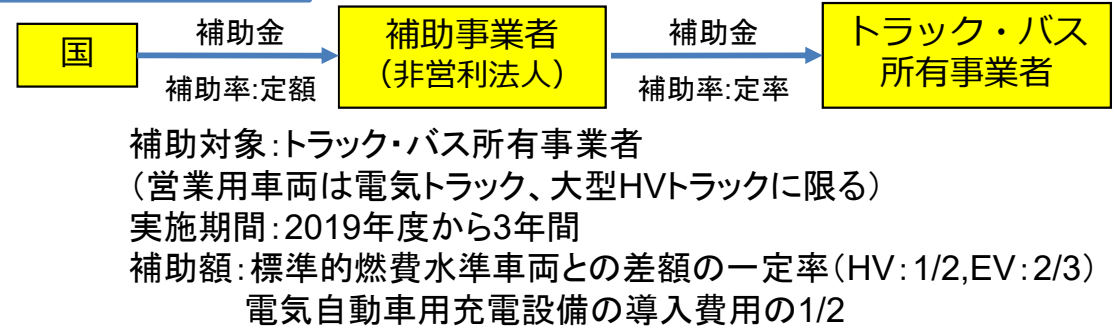 国
補助金
補助率:定額
補助事業者
（非営利法人）
補助金
補助率:定率
トラック・バス
所有事業者
補助対象：トラック・バス所有事業者
（営業用車両は電気トラック、大型HVトラックに限る）
実施期間：2019年度から3年間
補助額：標準的燃費水準車両との差額の一定率（HV：1/2,EV：2/3）
電気自動車用充電設備の導入費用の1/2